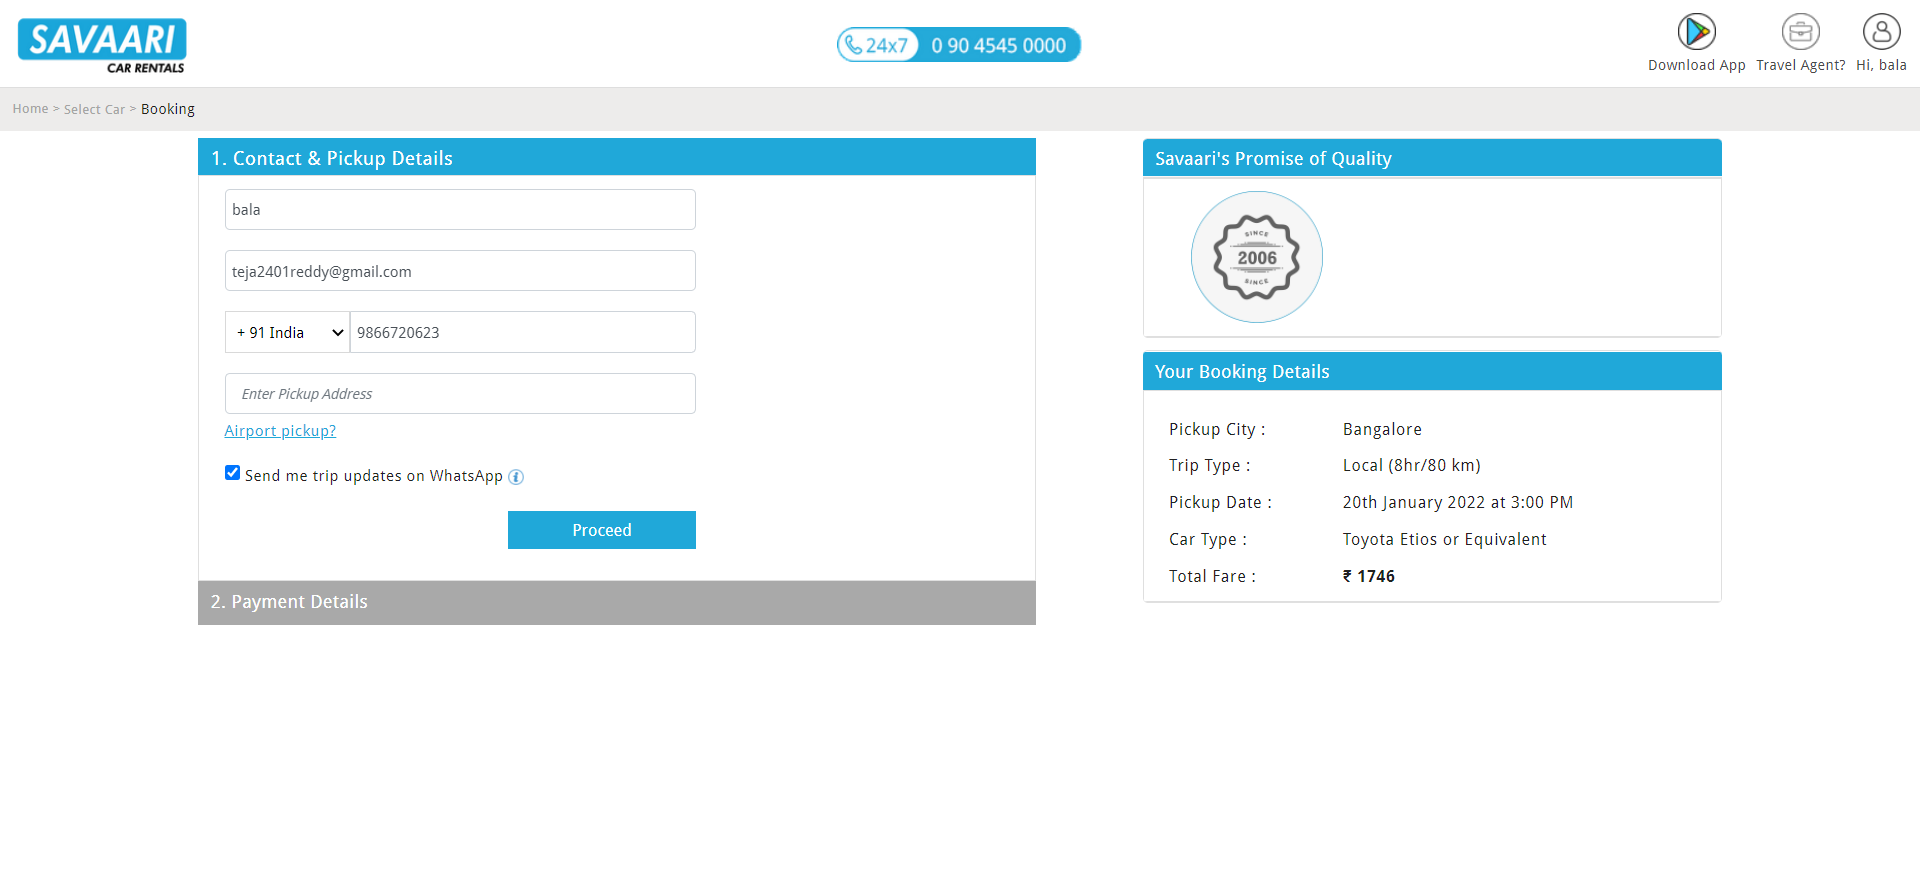 SAVAARI
CAR RENTALS
24x7 0 90 4545 0000
Download App
Travel Agent?
Hi, bala
Home > Select Car > Booking
1. Contact & Pickup Details
bala
teja2401reddy@gmail.com
+ 91 India 9866720623
Enter Pickup Address
Airport pickup?
Send me trip updates on WhatsApp i
Proceed
2. Payment Details
Savaari's Promise of Quality
SINCE
2006
SINCE
Your Booking Details
Pickup City : Bangalore
Trip Type : Local (8hr/80 km)
Pickup Date : 20th January 2022 at 3:00 PM
Car Type : Toyota Etios or Equivalent
Total Fare : ₹ 1746